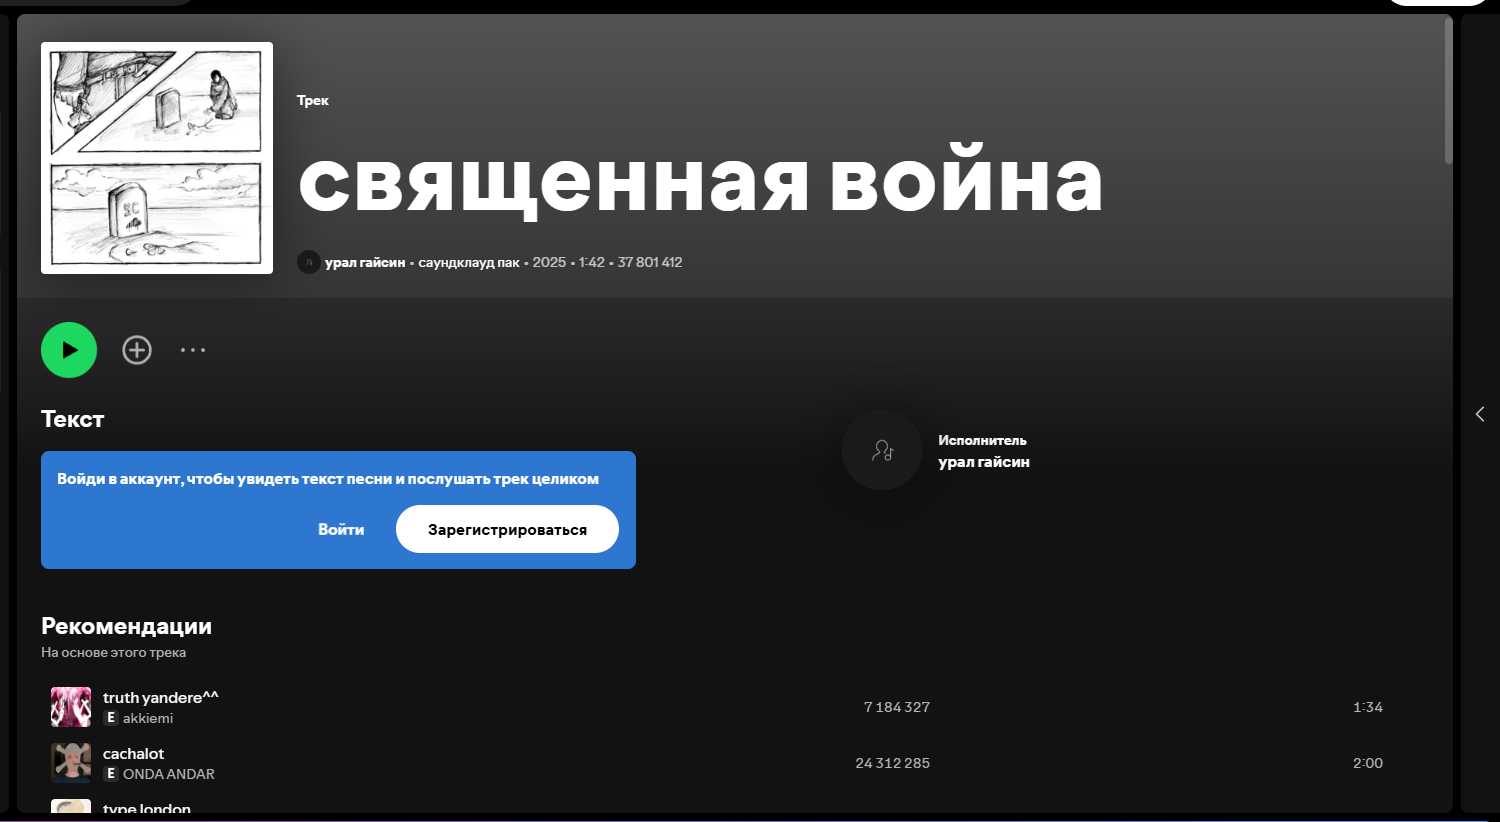 Трек
священная война
урал гайсин • саундклауд пак • 2025 • 1:42 • 37 801 412
Текст
Войди в аккаунт, чтобы увидеть текст песни и послушать трек целиком
Войти
Зарегистрироваться
Исполнитель
урал гайсин
Рекомендации
На основе этого трека
truth yandere^^
E akkiemi
7 184 327
1:34
cachalot
E ONDA ANDAR
24 312 285
2:00
type london